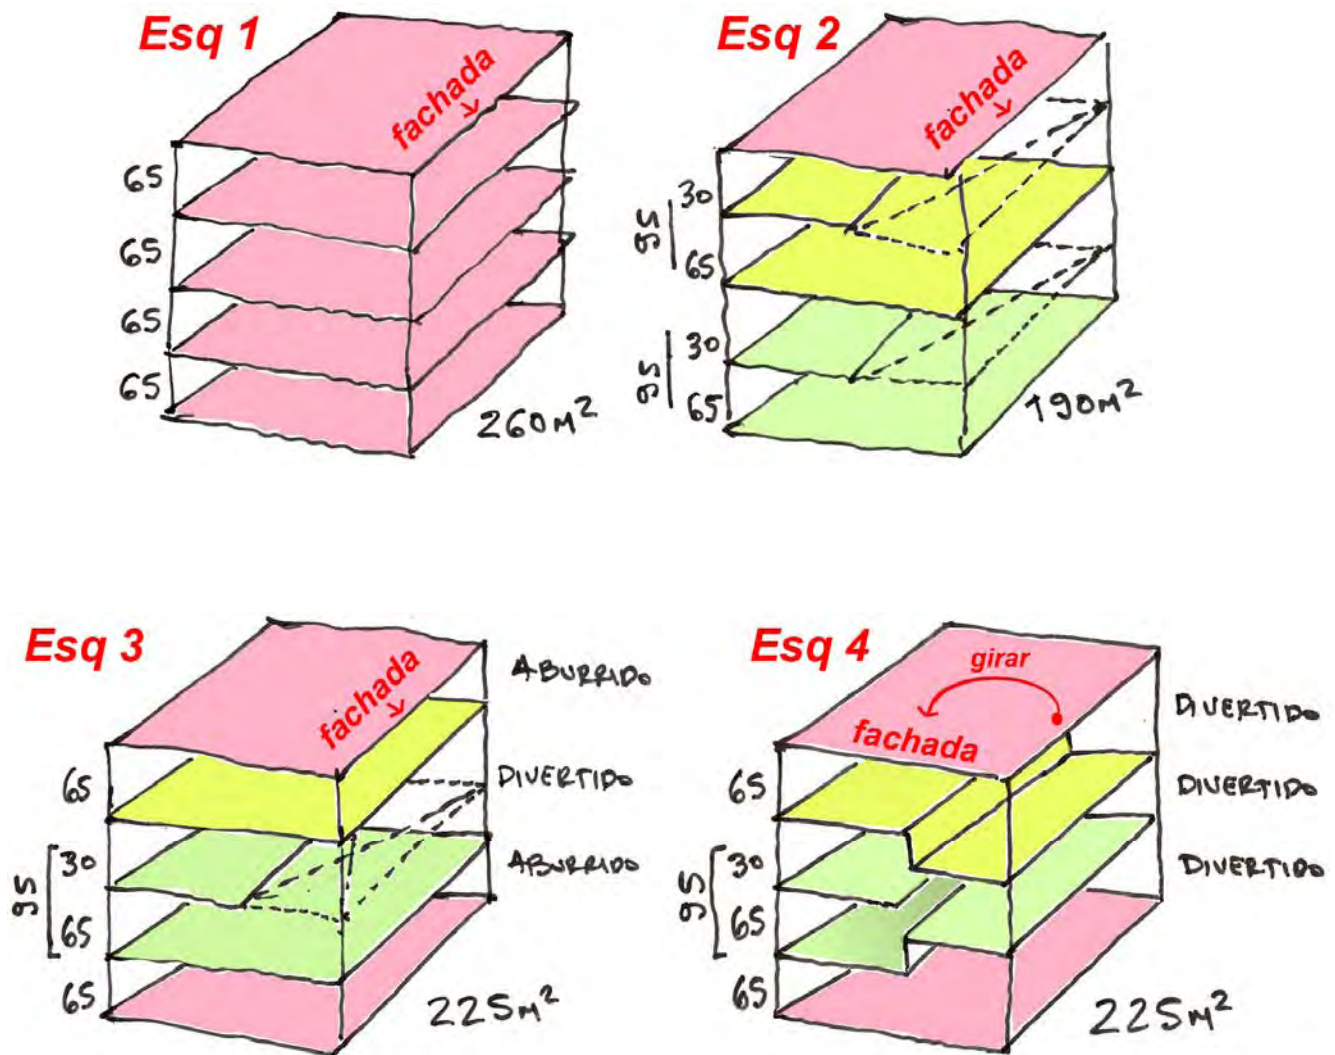 Esq 1
fachada
65
65
65
65
260M²
Esq 2
fachada
30
95
65
30
95
65
190M²
Esq 3
fachada
ABURRIDO
65
DIVERTIDO
30
ABURRIDO
95
65
65
225M²
Esq 4
girar
fachada
DIVERTIDO
65
DIVERTIDO
30
DIVERTIDO
95
65
65
225M²